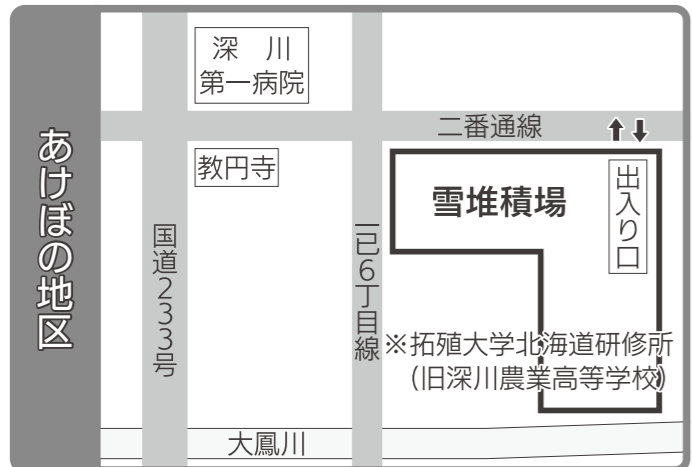 あけぼの地区
深川
第一病院
二番通線
教円寺
雪堆積場
出入り口
国道233号
一已6丁目線
※拓殖大学北海道研修所
(旧深川農業高等学校)
大鳳川